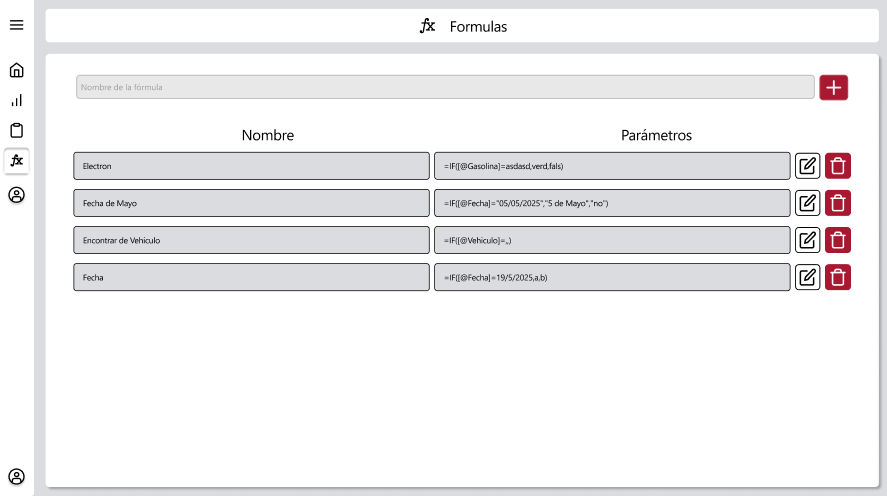 fx Formulas
Nombre de la fórmula
Nombre Parámetros
Electron =IF([@Gasolina]=asdasd,verd,fals)
Fecha de Mayo =IF([@Fecha]="05/05/2025","5 de Mayo","no")
Encontrar de Vehiculo =IF([@Vehiculo]=,,)
Fecha =IF([@Fecha]=19/5/2025,a,b)
fx